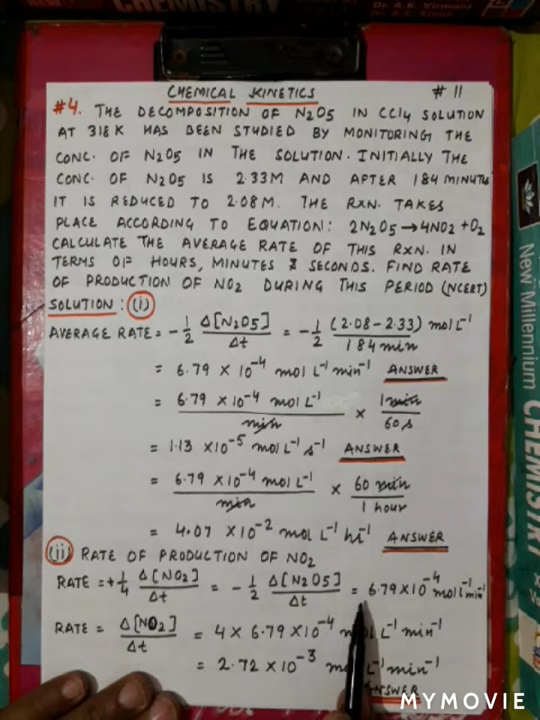 CHEMISTRY
Dr. A.K. Virmani
CHEMICAL KINETICS # 11
#4. THE DECOMPOSITION OF N2O5 IN CCl4 SOLUTION
AT 318K HAS BEEN STUDIED BY MONITORING THE
CONC. OF N2O5 IN THE SOLUTION. INITIALLY THE
CONC. OF N2O5 IS 2.33M AND AFTER 184 MINUTES
IT IS REDUCED TO 2.08M. THE RXN. TAKES
PLACE ACCORDING TO EQUATION: 2N2O5 → 4NO2 + O2
CALCULATE THE AVERAGE RATE OF THIS RXN. IN
TERMS OF HOURS, MINUTES & SECONDS. FIND RATE
OF PRODUCTION OF NO2 DURING THIS PERIOD (NCERT)
SOLUTION: (i)
AVERAGE RATE = -1/2 Δ[N2O5]/Δt = -1/2 (2.08-2.33) mol L⁻¹/184 min
= 6.79 × 10⁻⁴ mol L⁻¹ min⁻¹ ANSWER
= 6.79 × 10⁻⁴ mol L⁻¹/min × 1 min/60 s
= 1.13 × 10⁻⁵ mol L⁻¹ s⁻¹ ANSWER
= 6.79 × 10⁻⁴ mol L⁻¹/min × 60 min/1 hour
= 4.07 × 10⁻² mol L⁻¹ hr⁻¹ ANSWER
(ii) RATE OF PRODUCTION OF NO2
RATE = +1/4 Δ[NO2]/Δt = -1/2 Δ[N2O5]/Δt = 6.79×10⁻⁴ mol L⁻¹ min⁻¹
RATE = Δ[NO2]/Δt = 4 × 6.79 × 10⁻⁴ mol L⁻¹ min⁻¹
= 2.72 × 10⁻³ mol L⁻¹ min⁻¹
ANSWER
New Millennium
CHEMISTRY
MYMOVIE